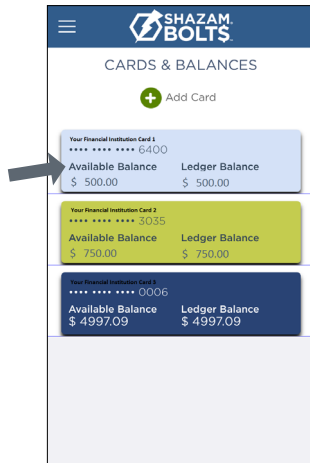 SHAZAM®
BOLT$®
CARDS & BALANCES
Add Card
Your Financial Institution Card 1
•••• •••• •••• 6400
Available Balance Ledger Balance
$ 500.00 $ 500.00
Your Financial Institution Card 2
•••• •••• •••• 3035
Available Balance Ledger Balance
$ 750.00 $ 750.00
Your Financial Institution Card 3
•••• •••• •••• 0006
Available Balance Ledger Balance
$ 4997.09 $ 4997.09